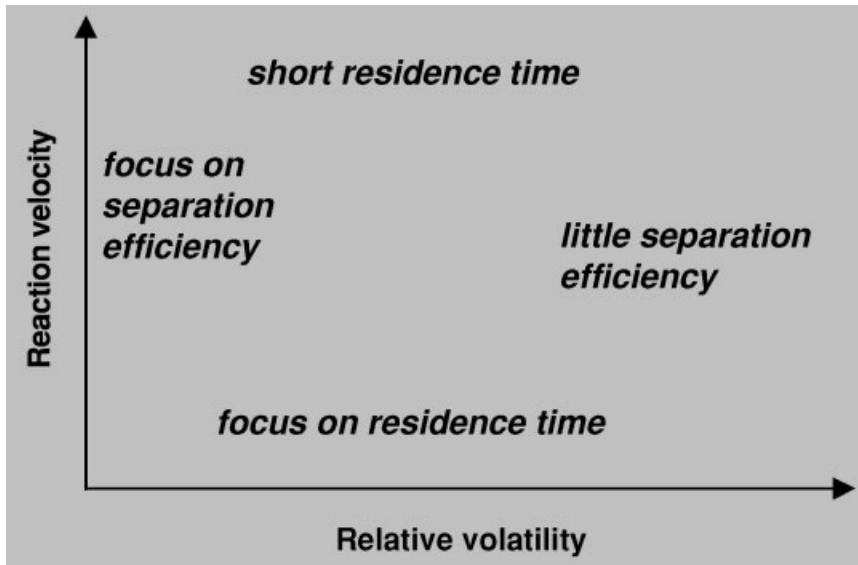 short residence time
Reaction velocity
focus on
separation
efficiency
little separation
efficiency
focus on residence time
Relative volatility